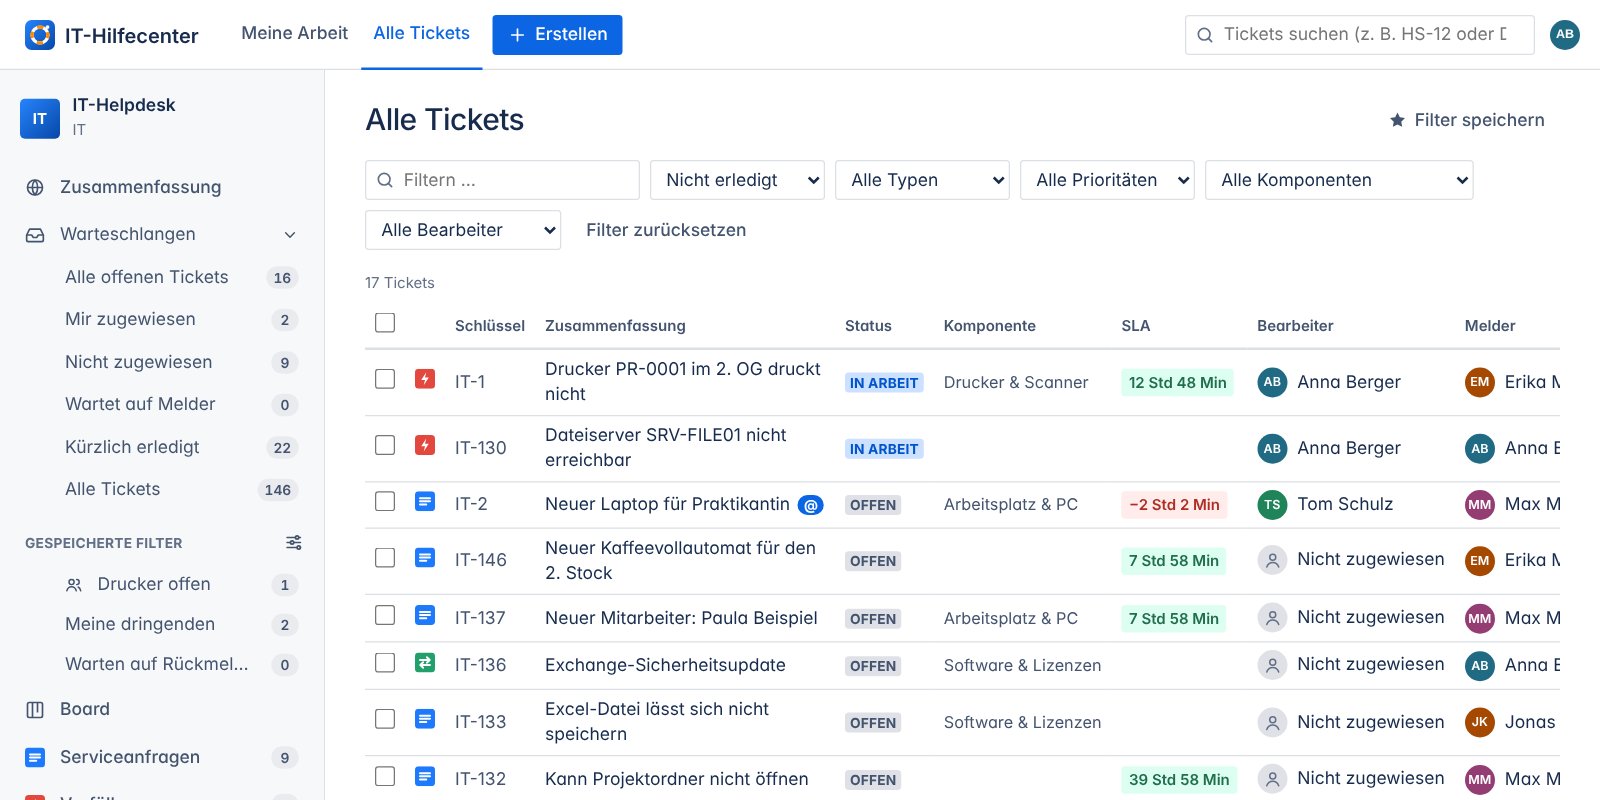 IT-Hilfecenter
Meine Arbeit
Alle Tickets
Erstellen
Tickets suchen (z. B. HS-12 oder
AB
IT
IT-Helpdesk
IT
Zusammenfassung
Warteschlangen
Alle offenen Tickets 16
Mir zugewiesen 2
Nicht zugewiesen 9
Wartet auf Melder 0
Kürzlich erledigt 22
Alle Tickets 146
GESPEICHERTE FILTER
Drucker offen 1
Meine dringenden 2
Warten auf Rückmel... 0
Board
Serviceanfragen 9
Alle Tickets
Filter speichern
Filtern ...
Nicht erledigt
Alle Typen
Alle Prioritäten
Alle Komponenten
Alle Bearbeiter
Filter zurücksetzen
17 Tickets
Schlüssel Zusammenfassung Status Komponente SLA Bearbeiter Melder
IT-1 Drucker PR-0001 im 2. OG druckt
nicht
IN ARBEIT Drucker & Scanner 12 Std 48 Min AB Anna Berger EM Erika
IT-130 Dateiserver SRV-FILE01 nicht
erreichbar
IN ARBEIT AB Anna Berger AB Anna
IT-2 Neuer Laptop für Praktikantin @ OFFEN Arbeitsplatz & PC −2 Std 2 Min TS Tom Schulz MM Max
IT-146 Neuer Kaffeevollautomat für den
2. Stock
OFFEN 7 Std 58 Min Nicht zugewiesen EM Erika
IT-137 Neuer Mitarbeiter: Paula Beispiel OFFEN Arbeitsplatz & PC 7 Std 58 Min Nicht zugewiesen MM Max
IT-136 Exchange-Sicherheitsupdate OFFEN Software & Lizenzen Nicht zugewiesen AB Anna
IT-133 Excel-Datei lässt sich nicht
speichern
OFFEN Software & Lizenzen Nicht zugewiesen JK Jonas
IT-132 Kann Projektordner nicht öffnen OFFEN 39 Std 58 Min Nicht zugewiesen MM Max